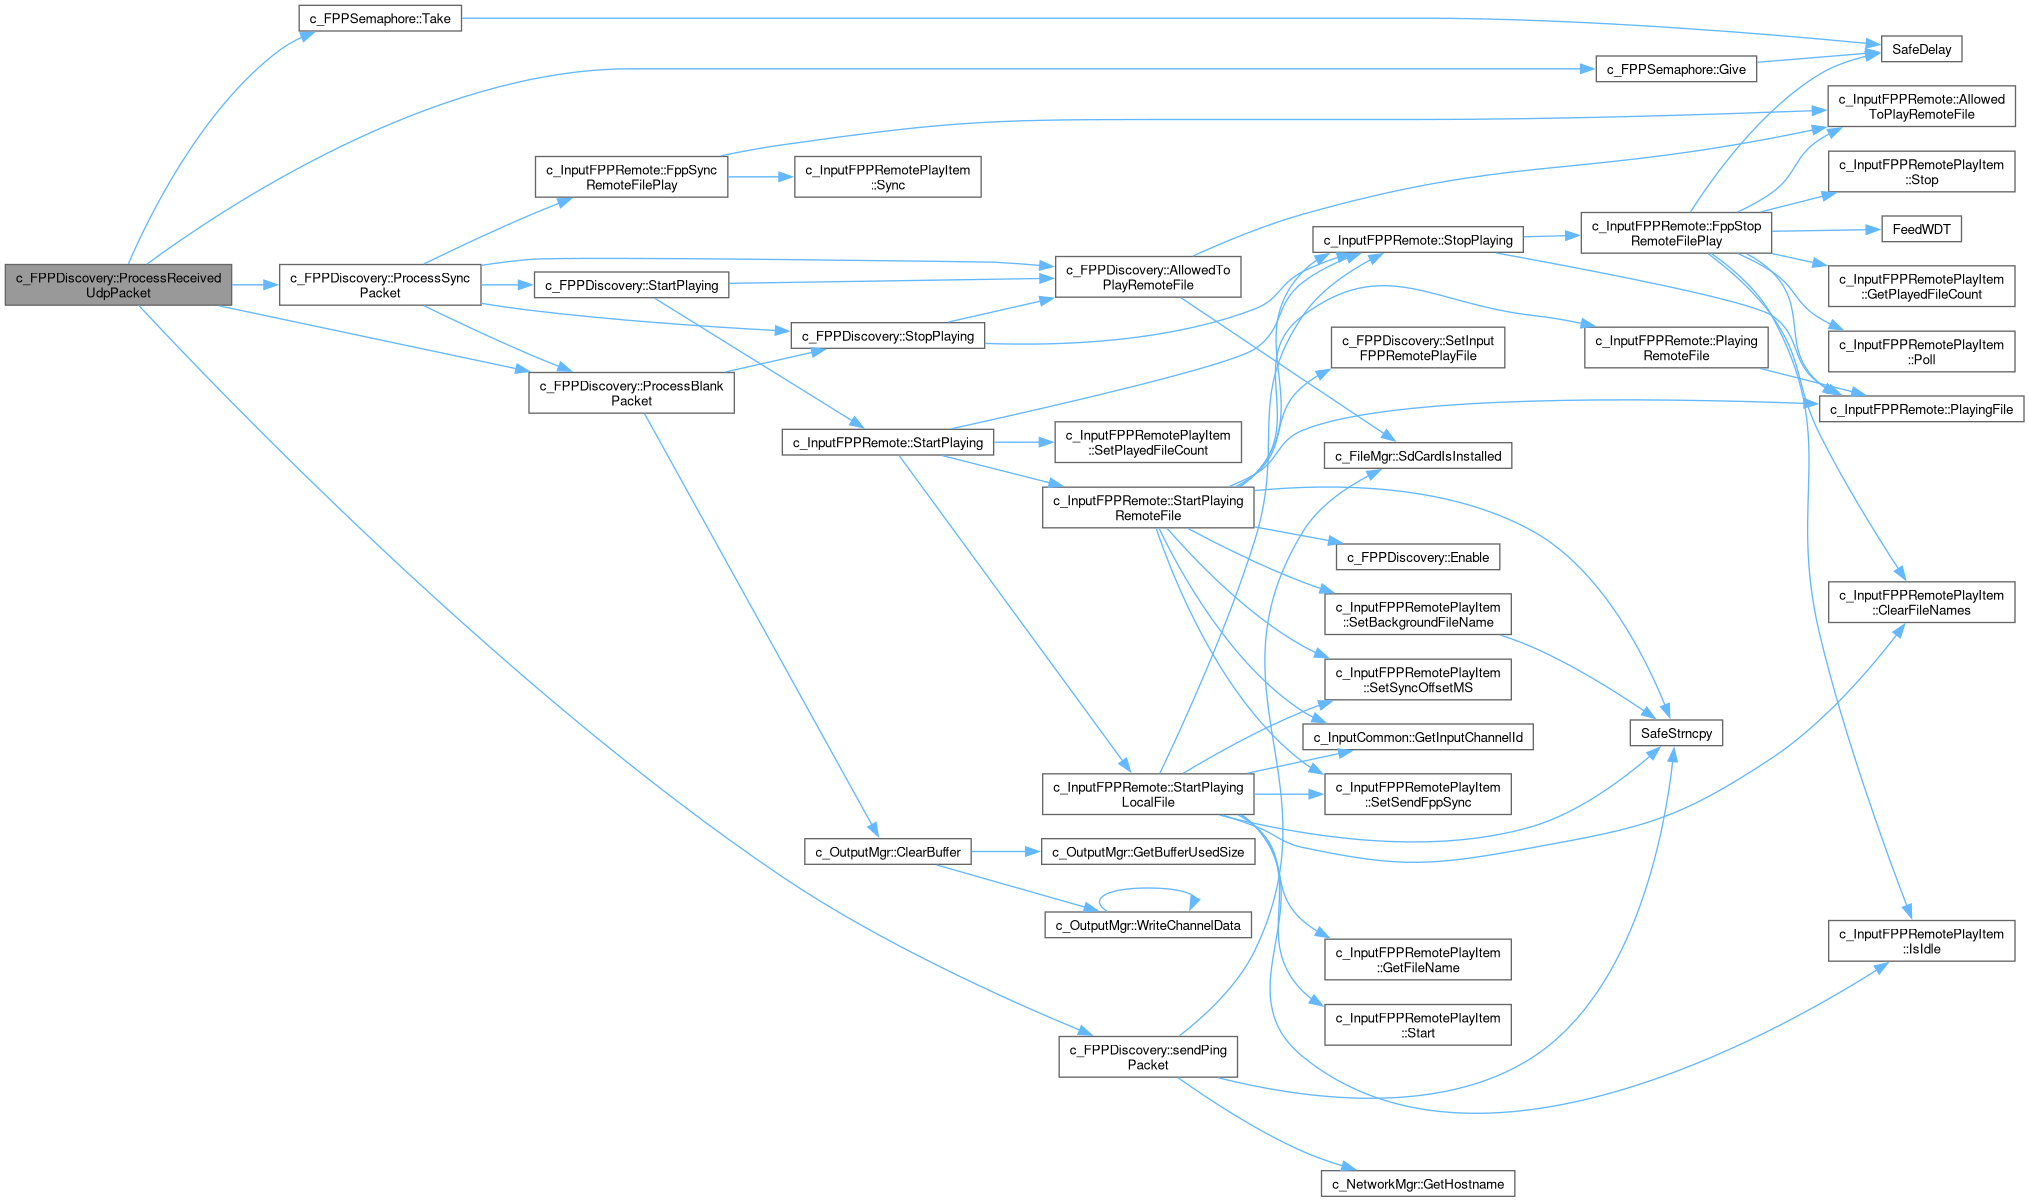 c_FPPSemaphore::Take
SafeDelay
c_FPPSemaphore::Give
c_InputFPPRemote::Allowed
ToPlayRemoteFile
c_InputFPPRemote::FppSync
RemoteFilePlay
c_InputFPPRemotePlayItem
::Sync
c_InputFPPRemotePlayItem
::Stop
c_InputFPPRemote::StopPlaying
c_InputFPPRemote::FppStop
RemoteFilePlay
FeedWDT
c_FPPDiscovery::ProcessReceived
UdpPacket
c_FPPDiscovery::ProcessSync
Packet
c_FPPDiscovery::StartPlaying
c_FPPDiscovery::AllowedTo
PlayRemoteFile
c_InputFPPRemotePlayItem
::GetPlayedFileCount
c_FPPDiscovery::StopPlaying
c_FPPDiscovery::SetInput
FPPRemotePlayFile
c_InputFPPRemote::Playing
RemoteFile
c_InputFPPRemotePlayItem
::Poll
c_FPPDiscovery::ProcessBlank
Packet
c_InputFPPRemote::PlayingFile
c_InputFPPRemote::StartPlaying
c_InputFPPRemotePlayItem
::SetPlayedFileCount
c_FileMgr::SdCardIsInstalled
c_InputFPPRemote::StartPlaying
RemoteFile
c_FPPDiscovery::Enable
c_InputFPPRemotePlayItem
::SetBackgroundFileName
c_InputFPPRemotePlayItem
::ClearFileNames
c_InputFPPRemotePlayItem
::SetSyncOffsetMS
c_InputCommon::GetInputChannelId
SafeStrncpy
c_InputFPPRemote::StartPlaying
LocalFile
c_InputFPPRemotePlayItem
::SetSendFppSync
c_OutputMgr::ClearBuffer
c_OutputMgr::GetBufferUsedSize
c_OutputMgr::WriteChannelData
c_InputFPPRemotePlayItem
::GetFileName
c_InputFPPRemotePlayItem
::IsIdle
c_InputFPPRemotePlayItem
::Start
c_FPPDiscovery::sendPing
Packet
c_NetworkMgr::GetHostname